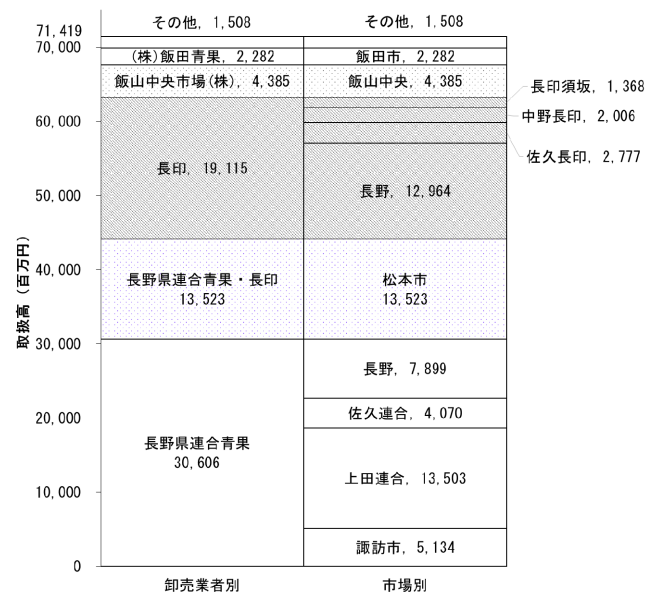 71,419
70,000
60,000
50,000
40,000
30,000
20,000
10,000
0
取扱高（百万円）
その他, 1,508
(株)飯田青果, 2,282
飯山中央市場(株), 4,385
長印, 19,115
長野県連合青果・長印
13,523
長野県連合青果
30,606
卸売業者別
その他, 1,508
飯田市, 2,282
飯山中央, 4,385
長印須坂, 1,368
中野長印, 2,006
佐久長印, 2,777
長野, 12,964
松本市
13,523
長野, 7,899
佐久連合, 4,070
上田連合, 13,503
諏訪市, 5,134
市場別